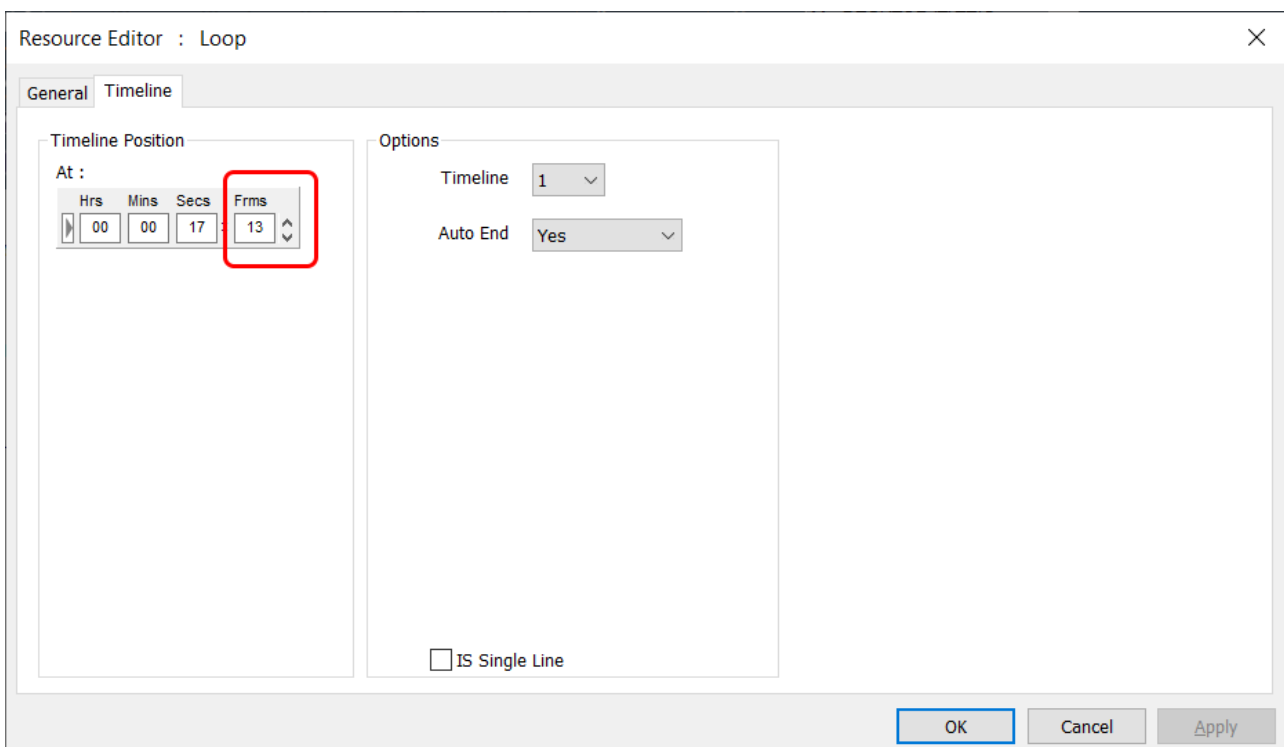 Resource Editor : Loop
General Timeline
Timeline Position
At :
Hrs Mins Secs Frms
00 00 17 : 13
Options
Timeline 1
Auto End Yes
IS Single Line
OK Cancel Apply